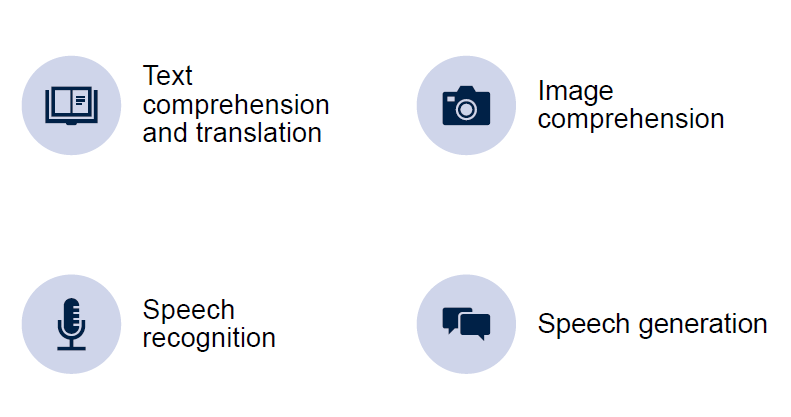 Text
comprehension
and translation
Image
comprehension
Speech
recognition
Speech generation